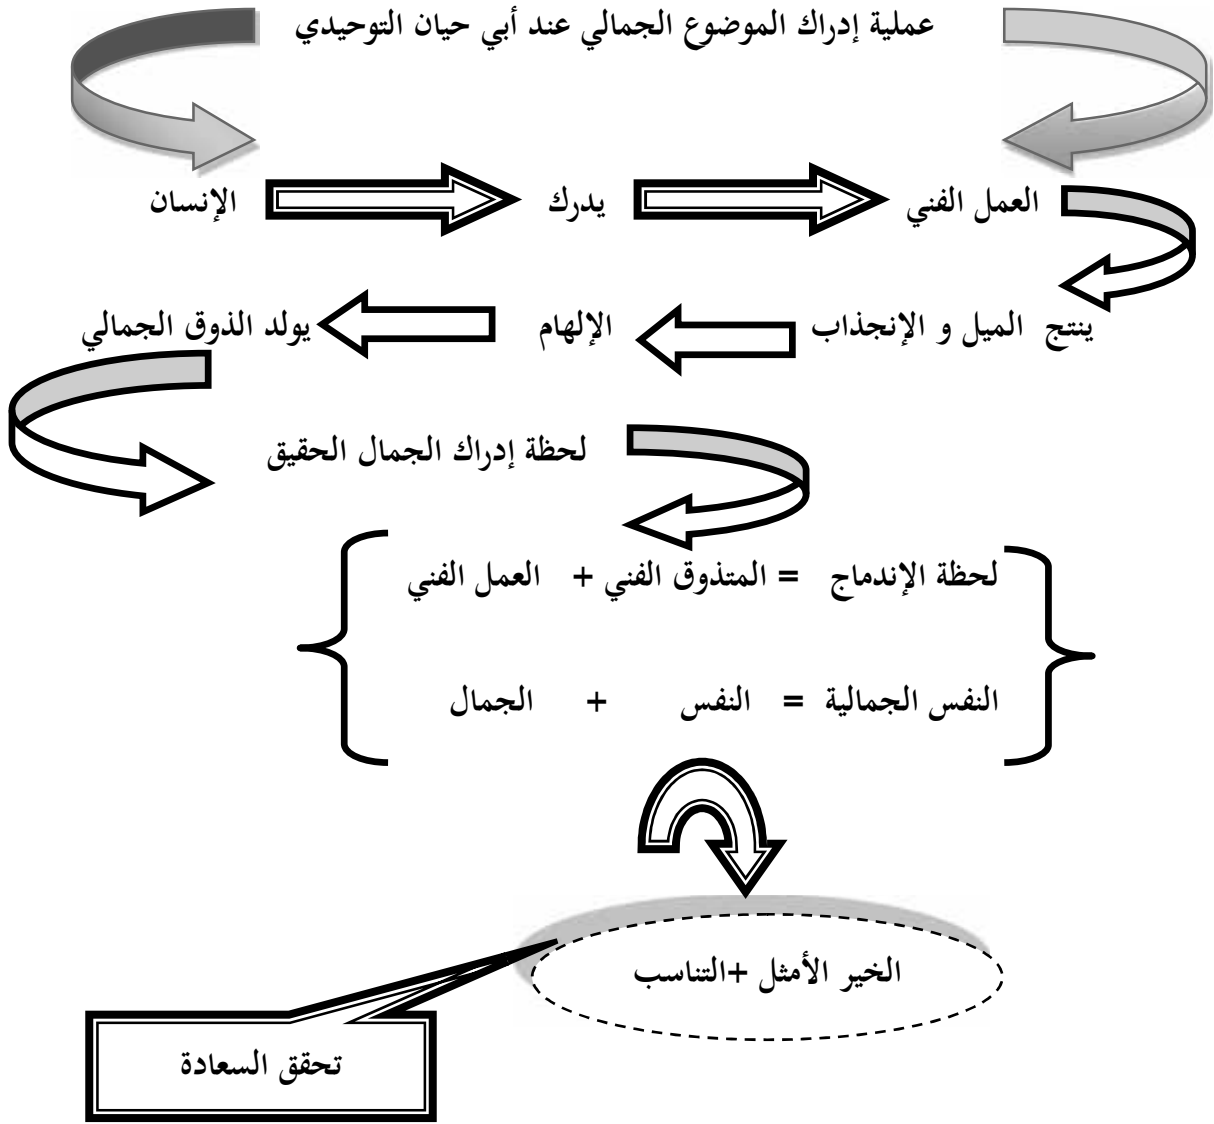 عملية إدراك الموضوع الجمالي عند أبي حيان التوحيدي
الإنسان يدرك العمل الفني
ينتج الميل و الإنجذاب الإلهام يولد الذوق الجمالي
لحظة إدراك الجمال الحقيق
لحظة الإندماج = المتذوق الفني + العمل الفني
النفس الجمالية = النفس + الجمال
الخير الأمثل +التناسب
تحقق السعادة